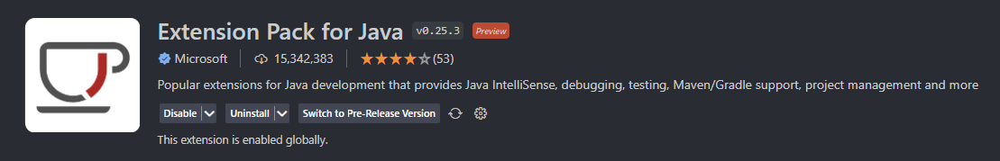 Extension Pack for Java v0.25.3 Preview
Microsoft 15,342,383 (53)
Popular extensions for Java development that provides Java IntelliSense, debugging, testing, Maven/Gradle support, project management and more
Disable Uninstall Switch to Pre-Release Version
This extension is enabled globally.